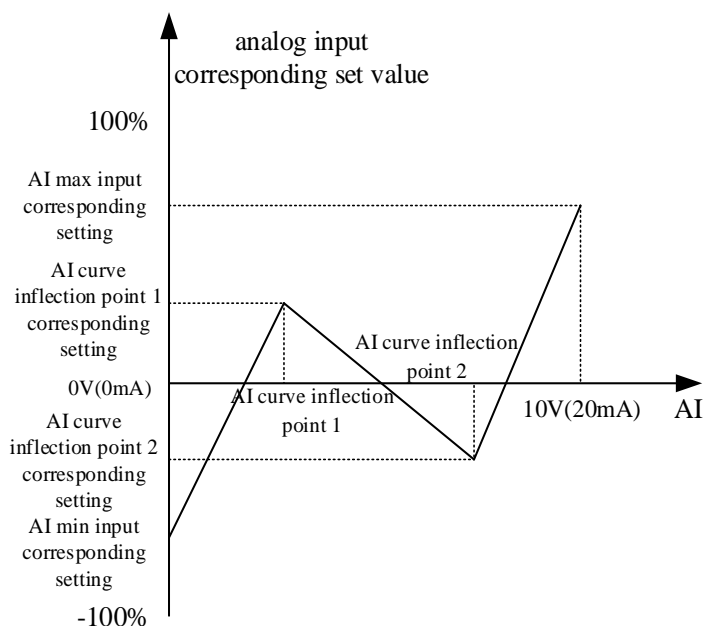 analog input
corresponding set value
100%
AI max input
corresponding
setting
AI curve
inflection point 1
corresponding
setting
AI curve inflection
point 2
0V(0mA)
AI curve inflection
point 1
10V(20mA)
AI
AI curve
inflection point 2
corresponding
setting
AI min input
corresponding
setting
-100%